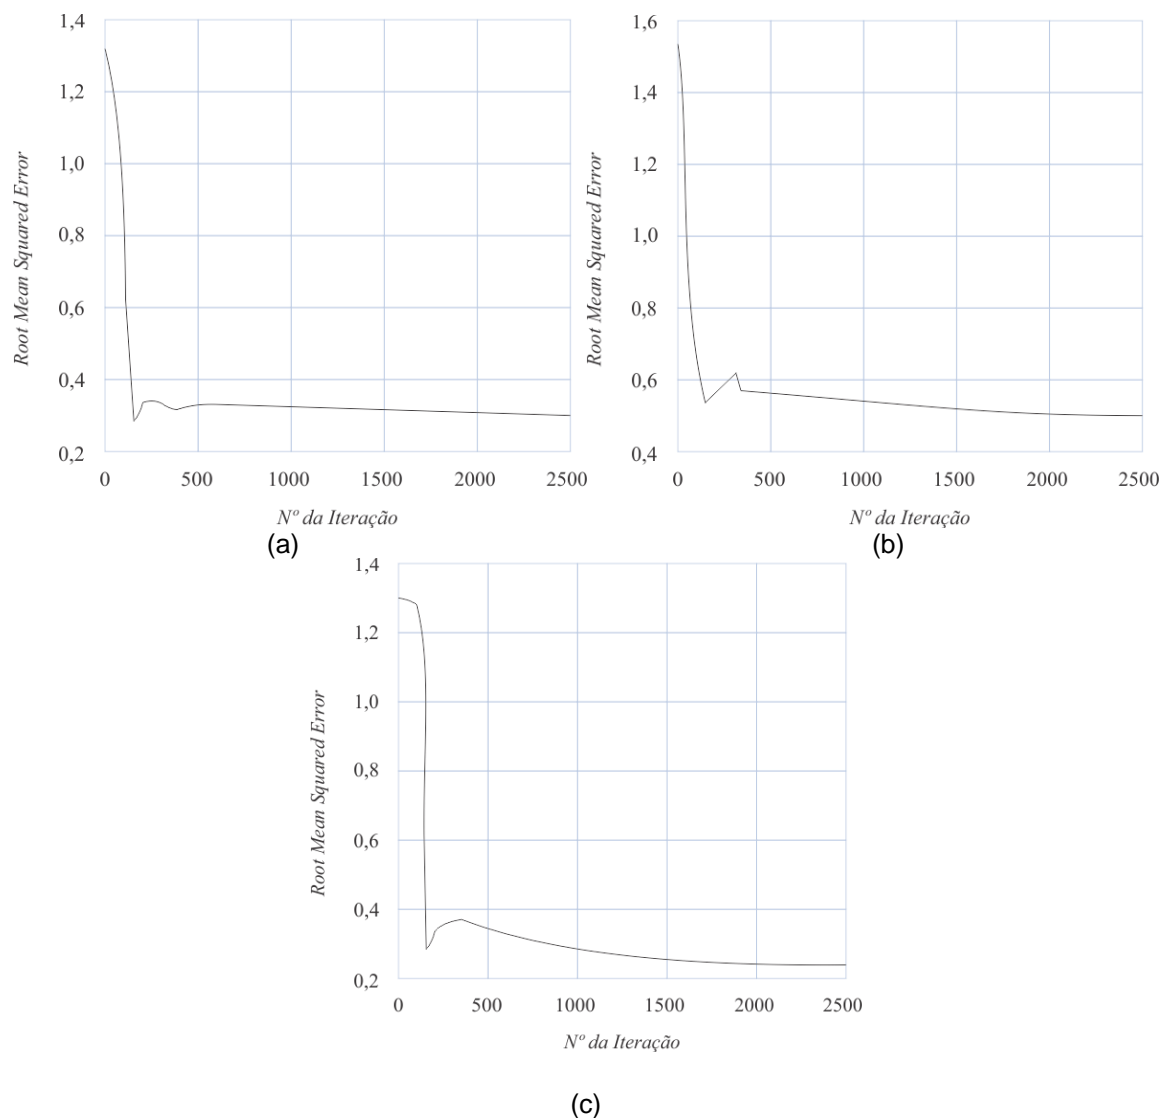 1,4
1,2
1,0
0,8
0,6
0,4
0,2
Root Mean Squared Error
0 500 1000 1500 2000 2500
Nº da Iteração
(a)
1,6
1,4
1,2
1,0
0,8
0,6
0,4
Root Mean Squared Error
0 500 1000 1500 2000 2500
Nº da Iteração
(b)
1,4
1,2
1,0
0,8
0,6
0,4
0,2
Root Mean Squared Error
0 500 1000 1500 2000 2500
Nº da Iteração
(c)